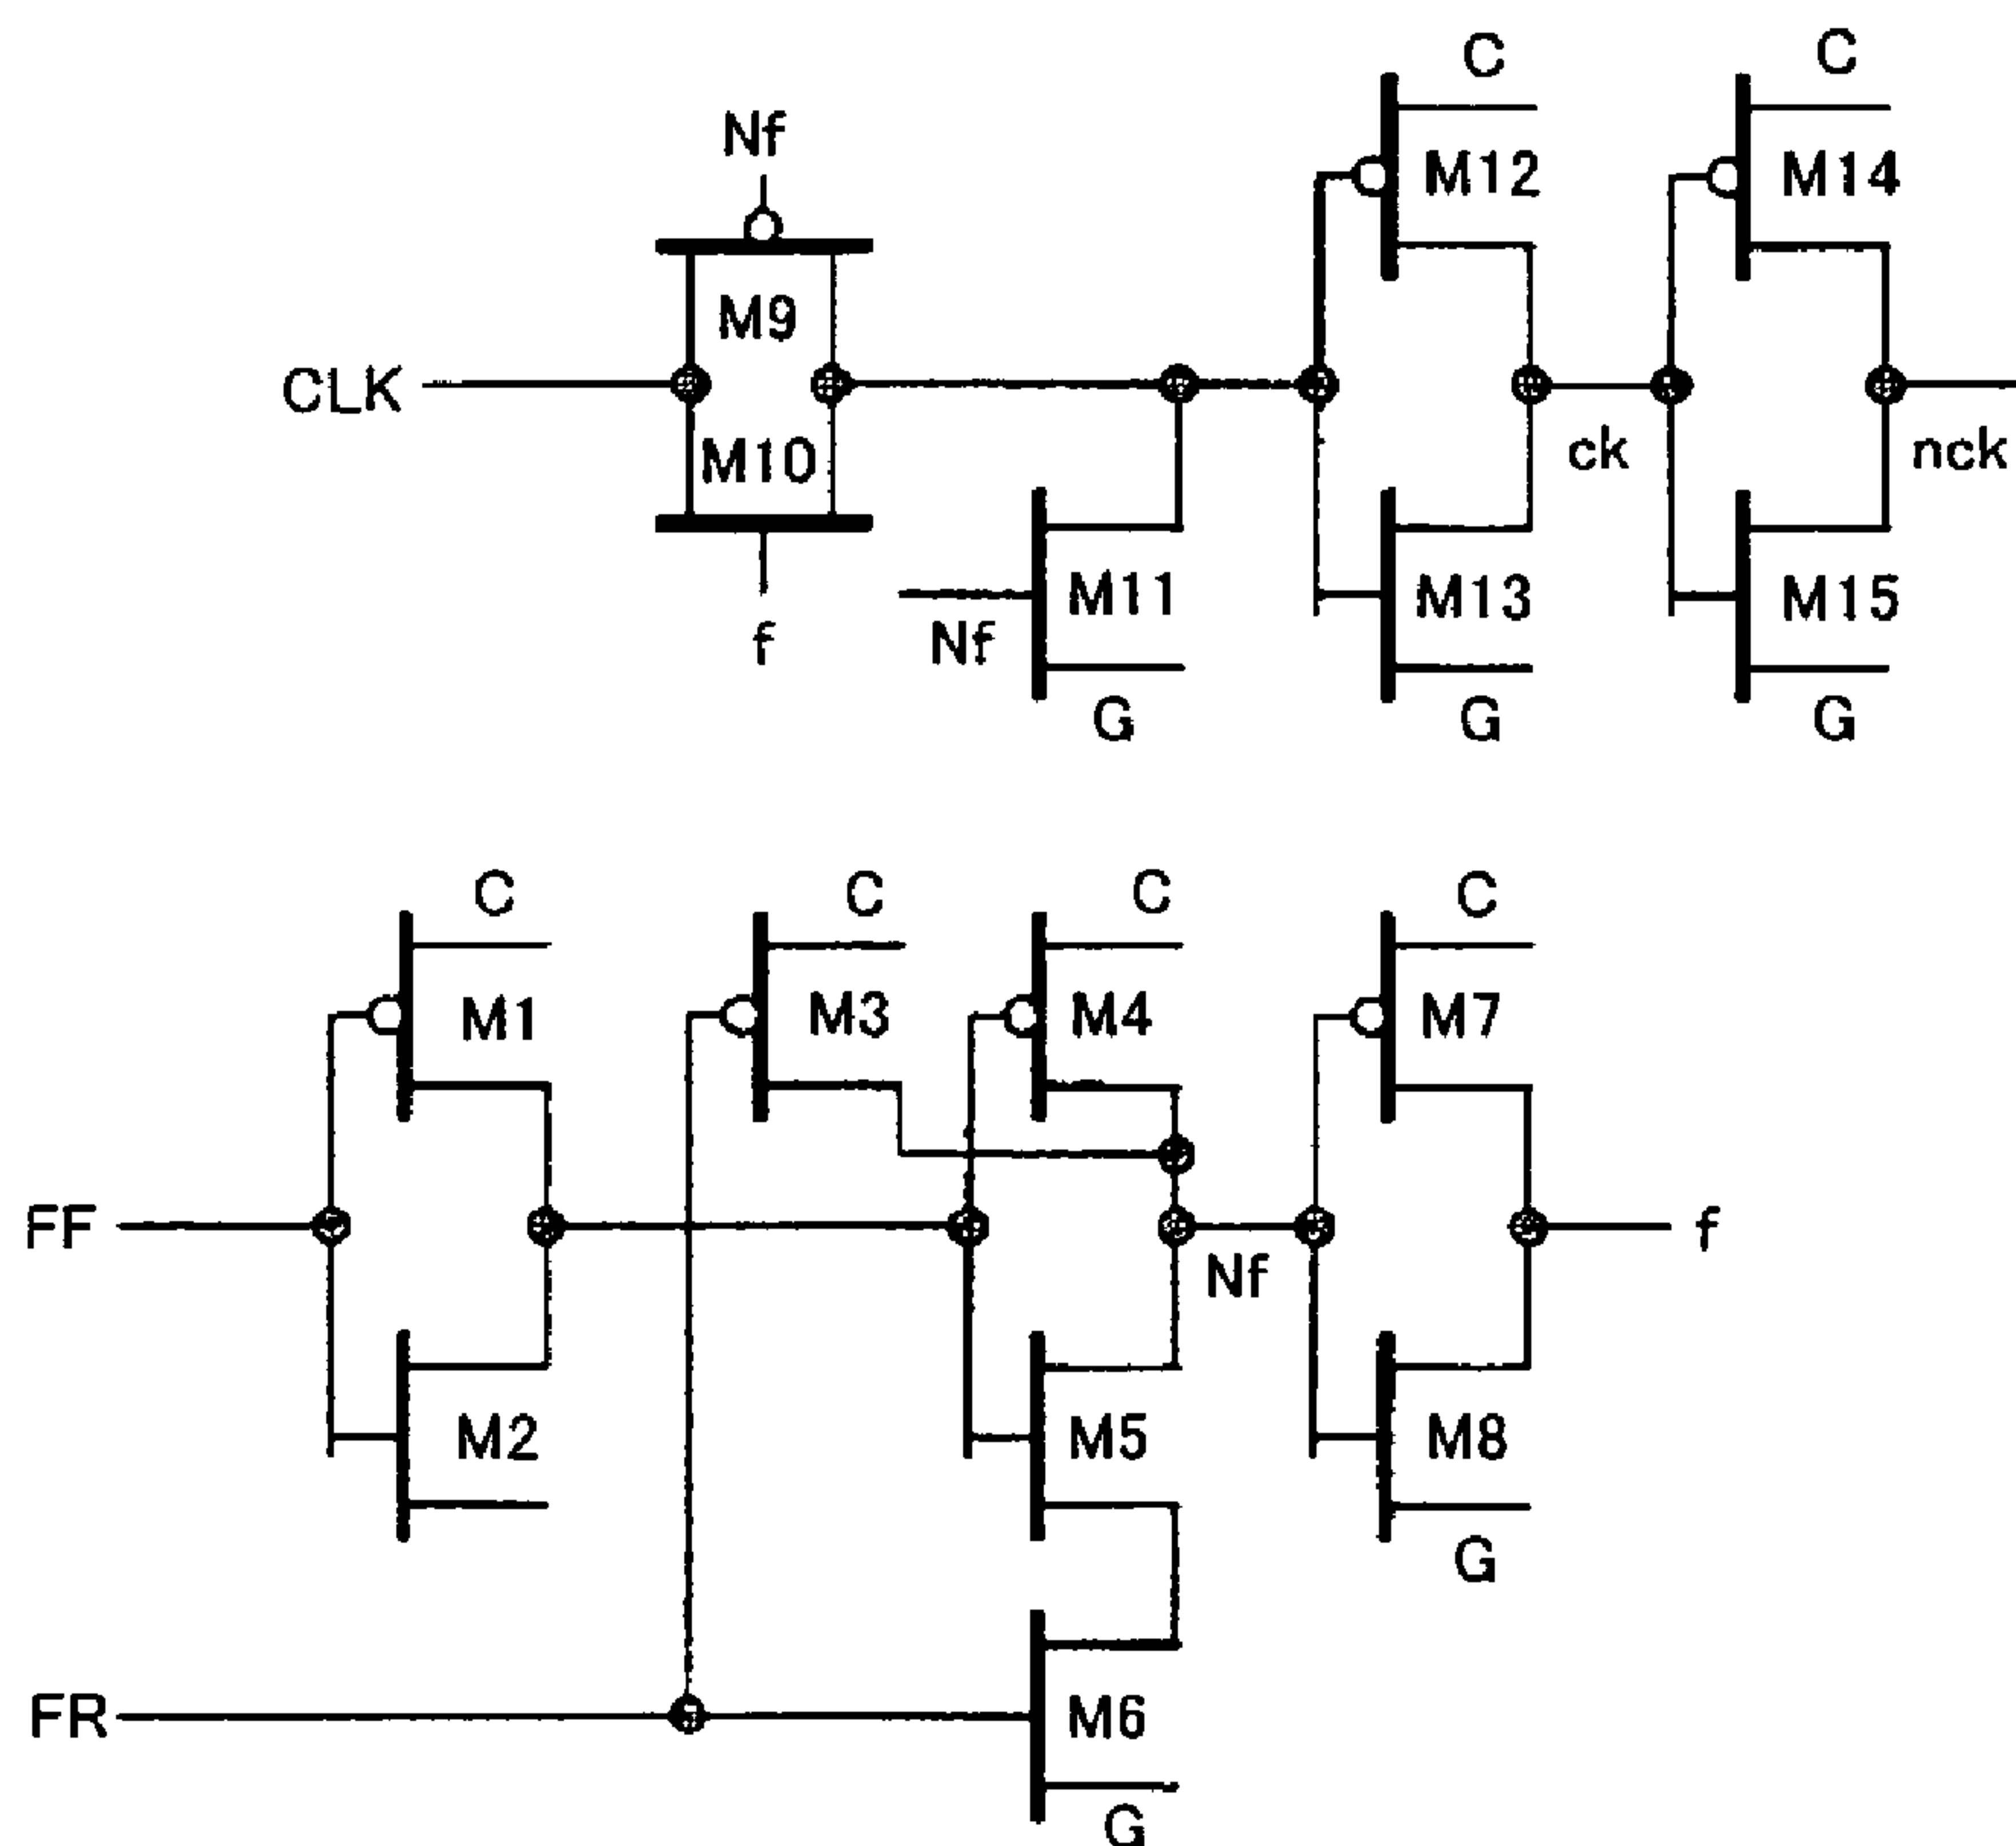 C C
Nf
M12 M14
M9
CLK
M10
ck nck
M11 M13 M15
f Nf
G G G
C C C C
M1 M3 M4 M7
FF f
Nf
M2 M5 M8
G
FR M6
G